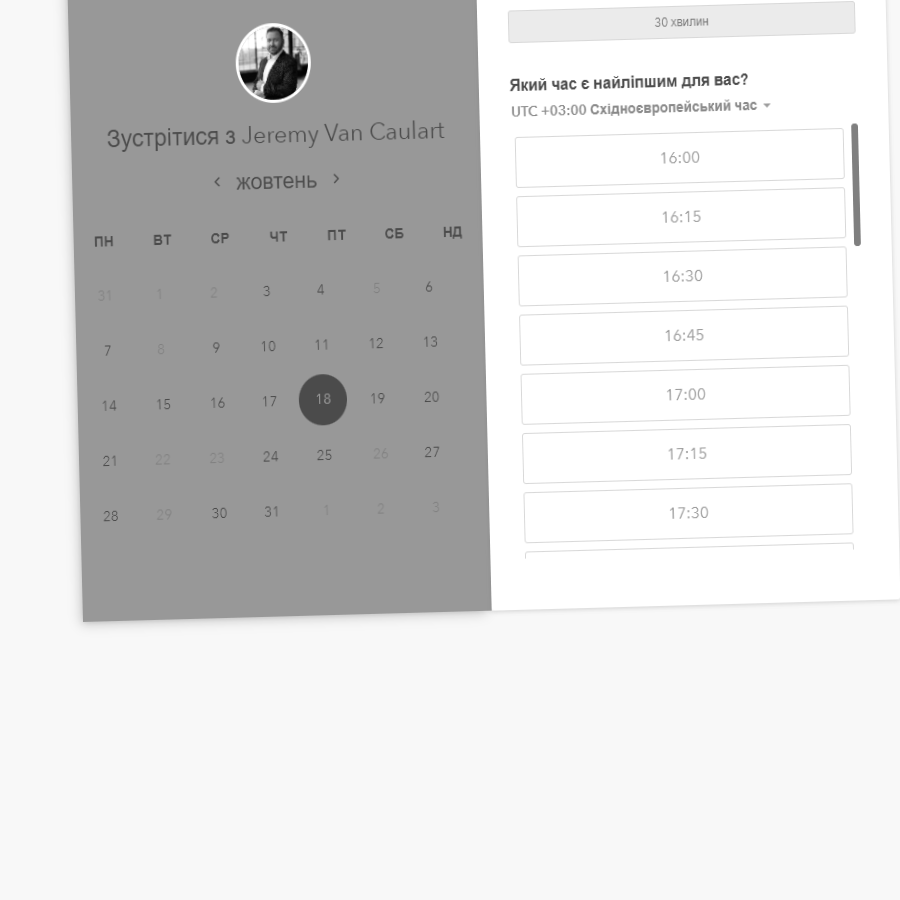 Зустрітися з Jeremy Van Caulart
жовтень
ПН ВТ СР ЧТ ПТ СБ НД
31 1 2 3 4 5 6
7 8 9 10 11 12 13
14 15 16 17 18 19 20
21 22 23 24 25 26 27
28 29 30 31 1 2 3
30 хвилин
Який час є найліпшим для вас?
UTC +03:00 Східноєвропейський час
16:00
16:15
16:30
16:45
17:00
17:15
17:30